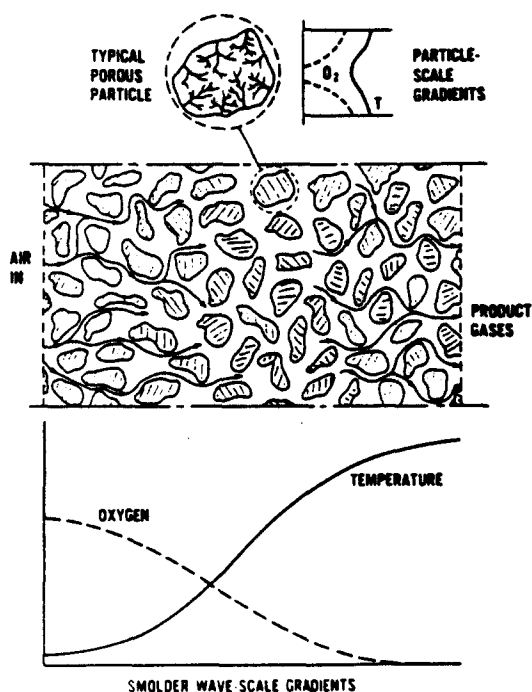 TYPICAL
POROUS
PARTICLE
O2
T
PARTICLE-
SCALE
GRADIENTS
AIR
IN
PRODUCT
GASES
OXYGEN
TEMPERATURE
SMOLDER WAVE-SCALE GRADIENTS